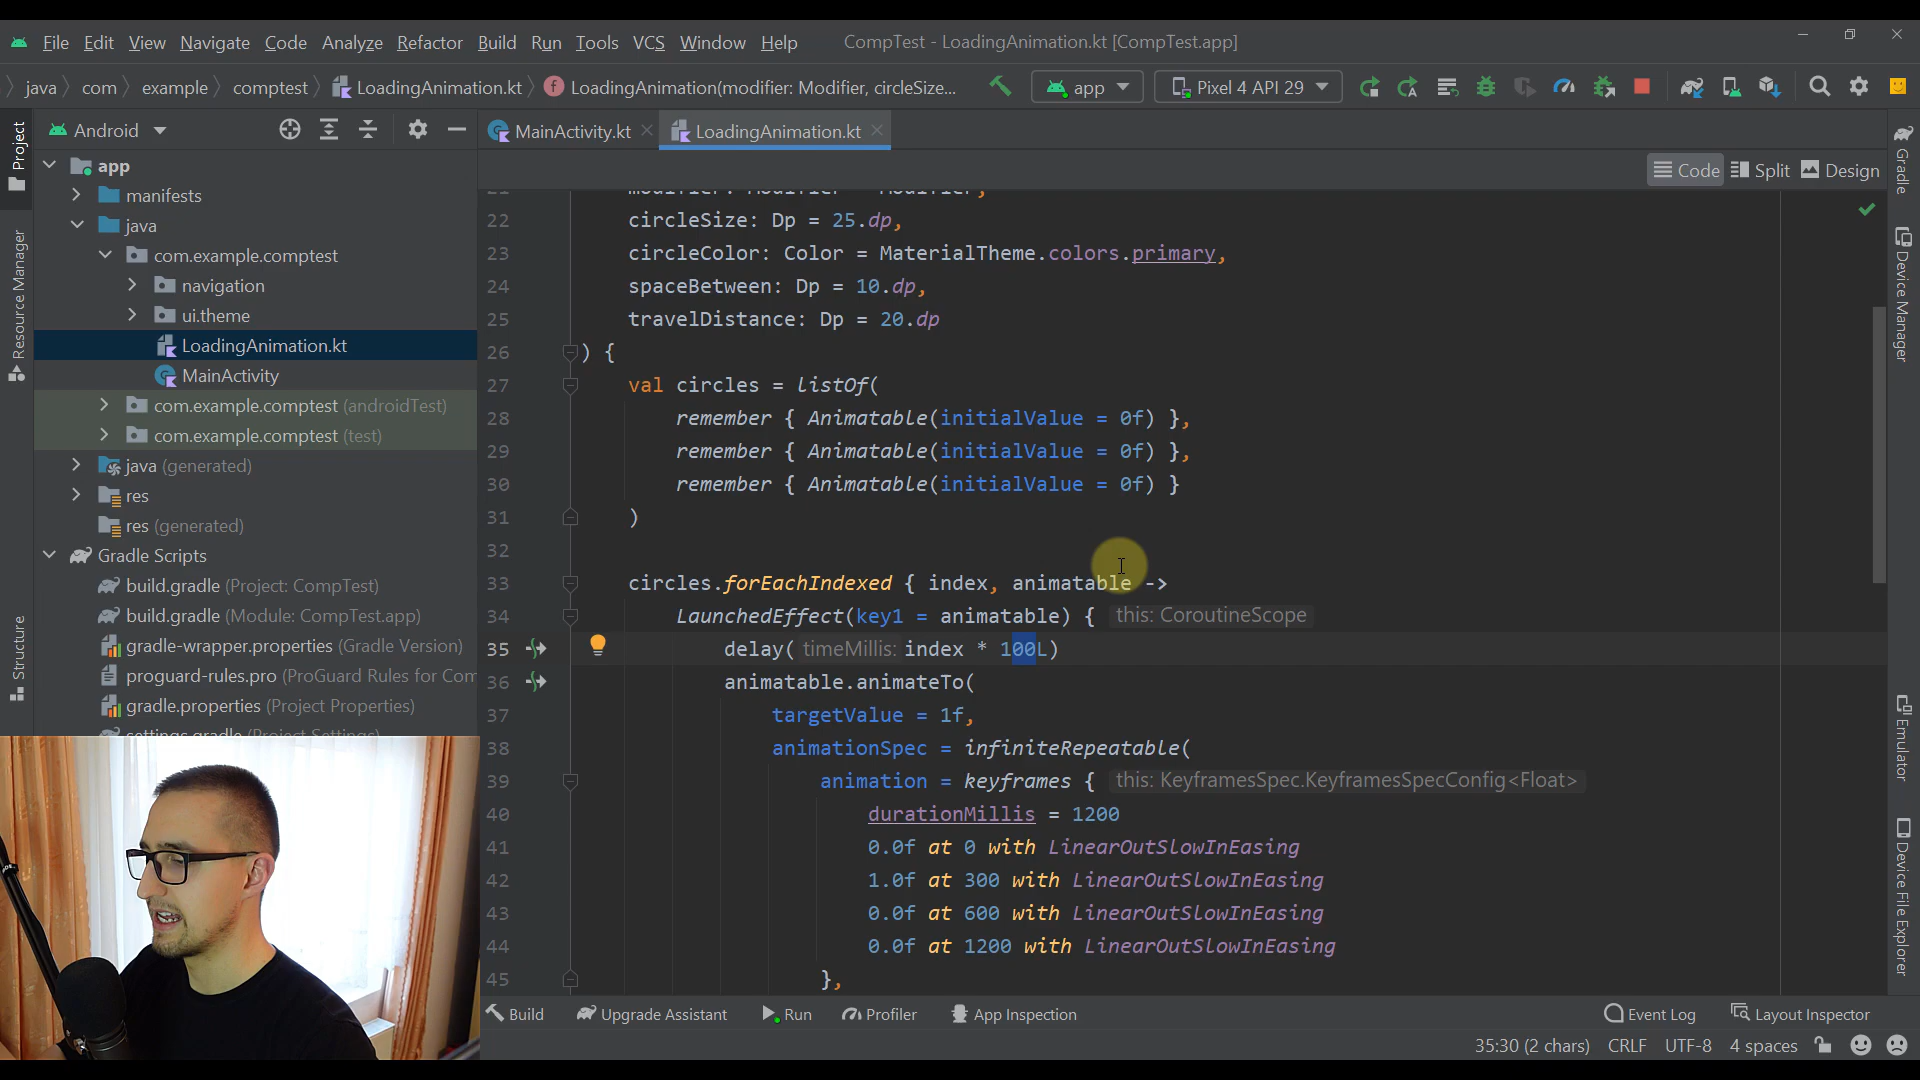 File Edit View Navigate Code Analyze Refactor Build Run Tools VCS Window Help CompTest - LoadingAnimation.kt [CompTest.app]
java com example comptest LoadingAnimation.kt LoadingAnimation(modifier: Modifier, circleSize... app Pixel 4 API 29
Android
MainActivity.kt LoadingAnimation.kt
Code Split Design
Project
Resource Manager
Structure
app
manifests
java
com.example.comptest
navigation
ui.theme
LoadingAnimation.kt
MainActivity
com.example.comptest (androidTest)
com.example.comptest (test)
java (generated)
res
res (generated)
Gradle Scripts
build.gradle (Project: CompTest)
build.gradle (Module: CompTest.app)
gradle-wrapper.properties (Gradle Version)
proguard-rules.pro (ProGuard Rules for Com
gradle.properties (Project Properties)
settings.gradle (Project Settings)
21 modifier: Modifier = Modifier,
22 circleSize: Dp = 25.dp,
23 circleColor: Color = MaterialTheme.colors.primary,
24 spaceBetween: Dp = 10.dp,
25 travelDistance: Dp = 20.dp
26 ) {
27 val circles = listOf(
28 remember { Animatable(initialValue = 0f) },
29 remember { Animatable(initialValue = 0f) },
30 remember { Animatable(initialValue = 0f) }
31 )
32
33 circles.forEachIndexed { index, animatable ->
34 LaunchedEffect(key1 = animatable) { this: CoroutineScope
35 delay( timeMillis: index * 100L)
36 animatable.animateTo(
37 targetValue = 1f,
38 animationSpec = infiniteRepeatable(
39 animation = keyframes { this: KeyframesSpec.KeyframesSpecConfig<Float>
40 durationMillis = 1200
41 0.0f at 0 with LinearOutSlowInEasing
42 1.0f at 300 with LinearOutSlowInEasing
43 0.0f at 600 with LinearOutSlowInEasing
44 0.0f at 1200 with LinearOutSlowInEasing
45 },
Gradle
Device Manager
Emulator
Device File Explorer
Build Upgrade Assistant Run Profiler App Inspection Event Log Layout Inspector
35:30 (2 chars) CRLF UTF-8 4 spaces